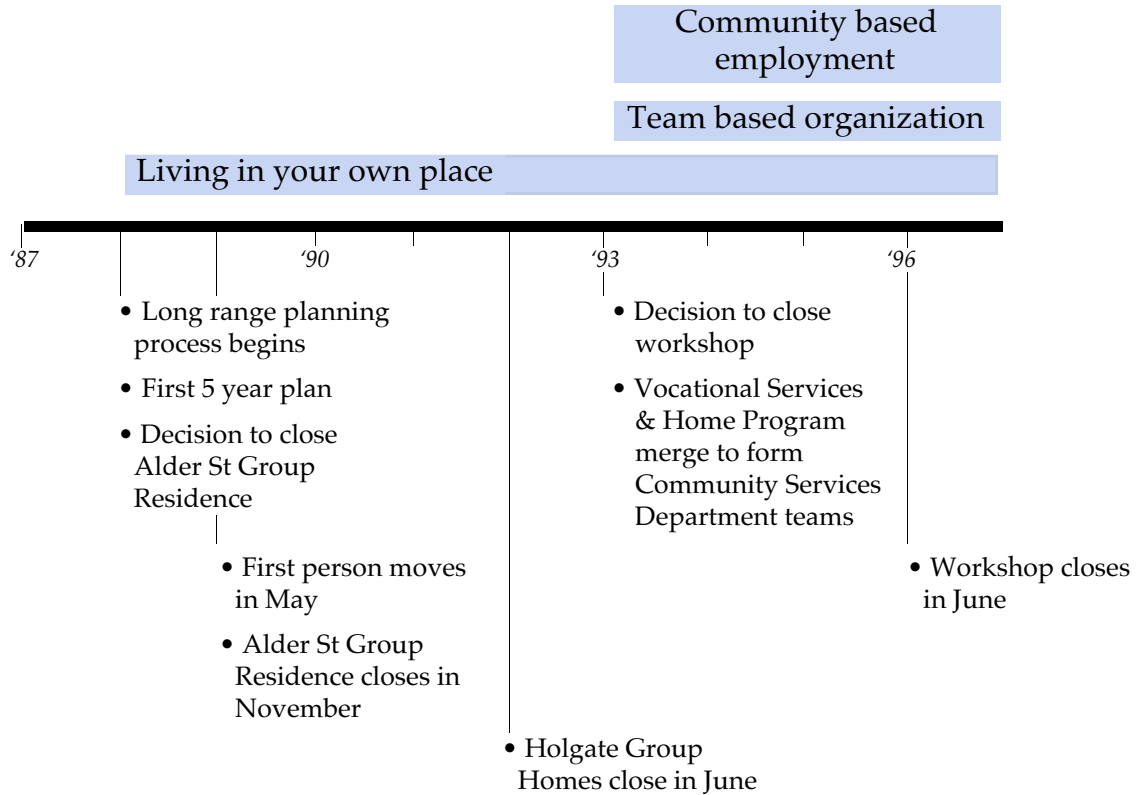 Community based
employment
Team based organization
Living in your own place
‘87
‘90
‘93
‘96
• Long range planning
process begins
• First 5 year plan
• Decision to close
Alder St Group
Residence
• First person moves
in May
• Alder St Group
Residence closes in
November
• Holgate Group
Homes close in June
• Decision to close
workshop
• Vocational Services
& Home Program
merge to form
Community Services
Department teams
• Workshop closes
in June